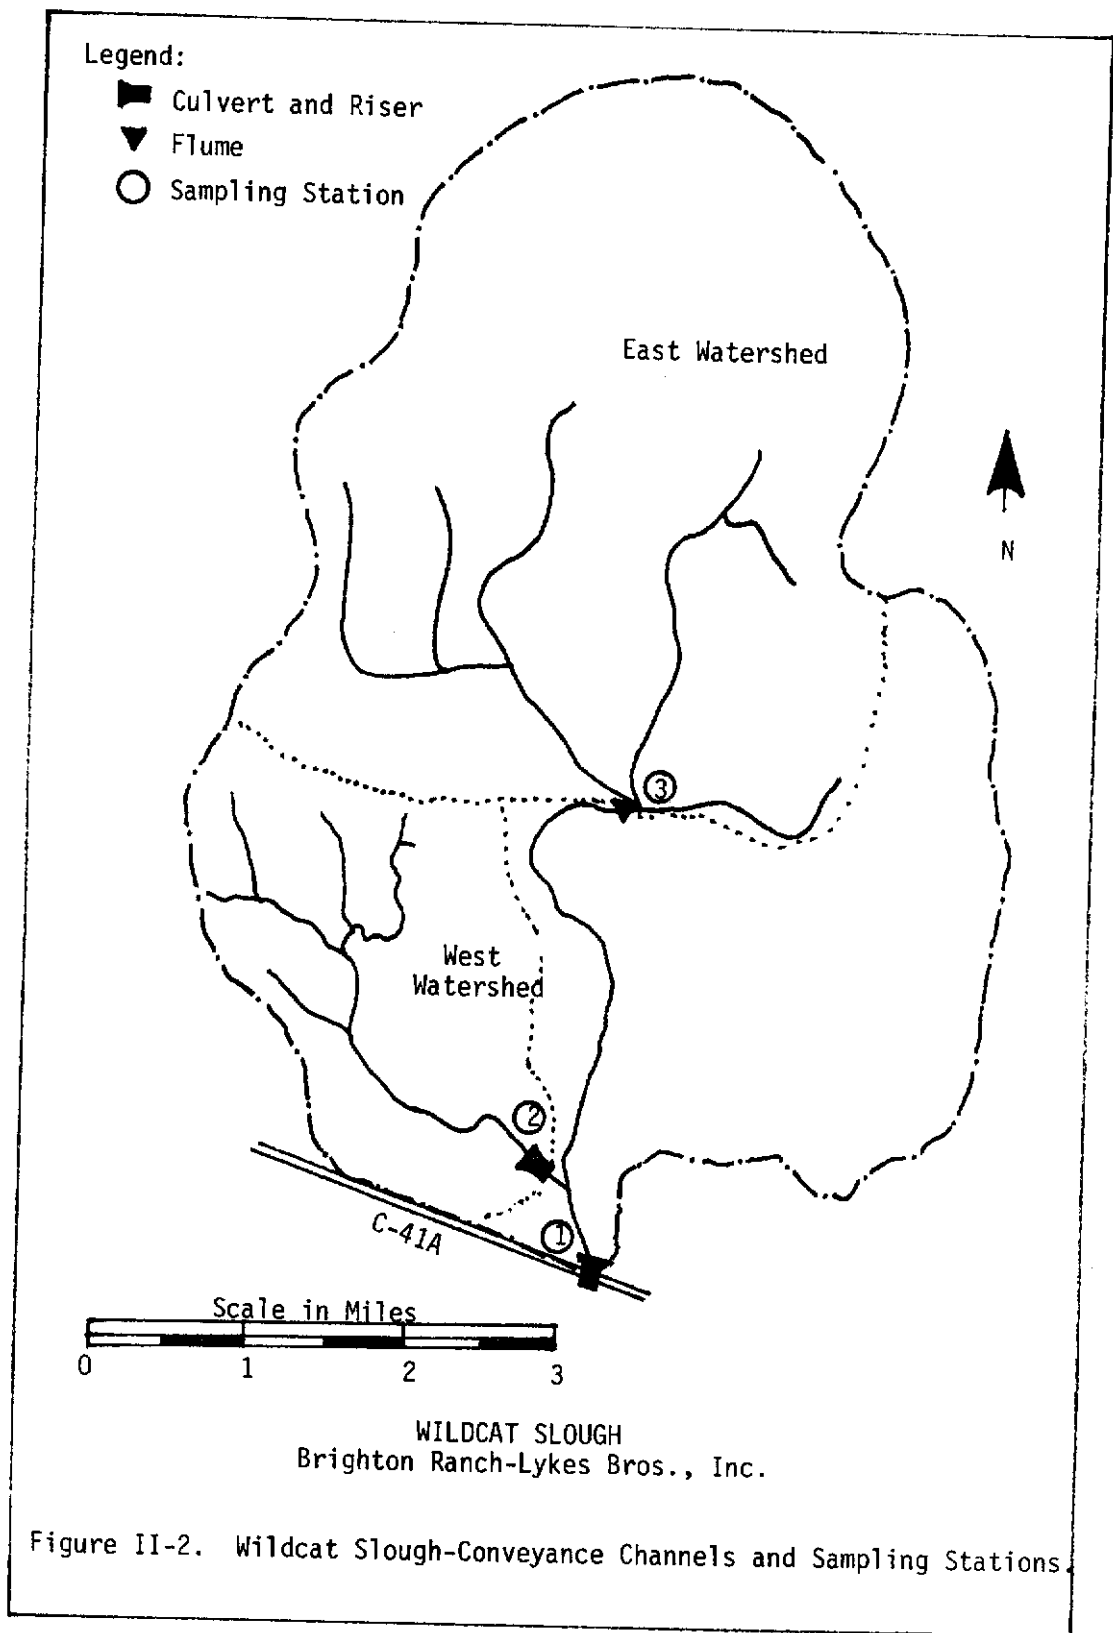 Legend:
Culvert and Riser
Flume
Sampling Station
East Watershed
N
3
West
Watershed
2
1
C-41A
Scale in Miles
0 1 2 3
WILDCAT SLOUGH
Brighton Ranch-Lykes Bros., Inc.
Figure II-2. Wildcat Slough-Conveyance Channels and Sampling Stations.